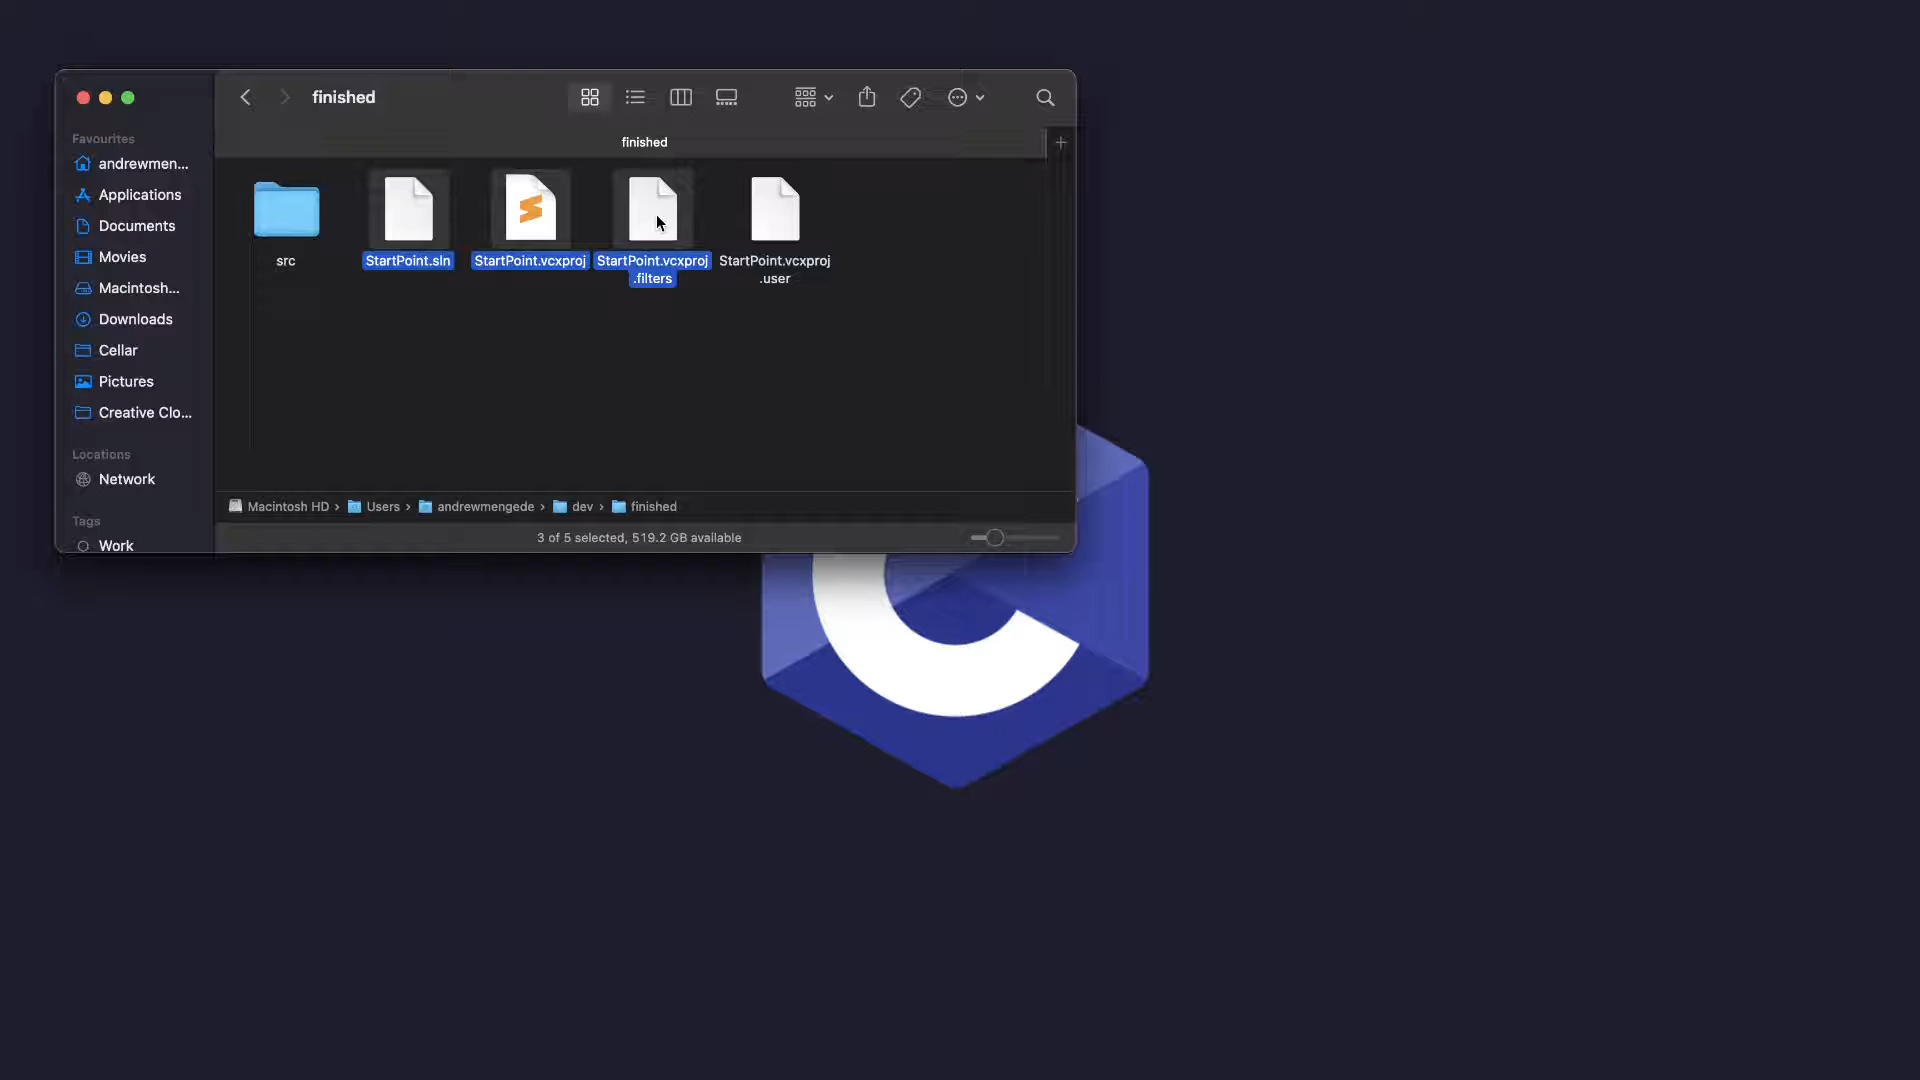 finished
finished
Favourites
andrewmen...
Applications
Documents
Movies
Macintosh...
Downloads
Cellar
Pictures
Creative Clo...
Locations
Network
Tags
Work
src
StartPoint.sln
StartPoint.vcxproj
StartPoint.vcxproj
.filters
StartPoint.vcxproj
.user
Macintosh HD › Users › andrewmengede › dev › finished
3 of 5 selected, 519.2 GB available